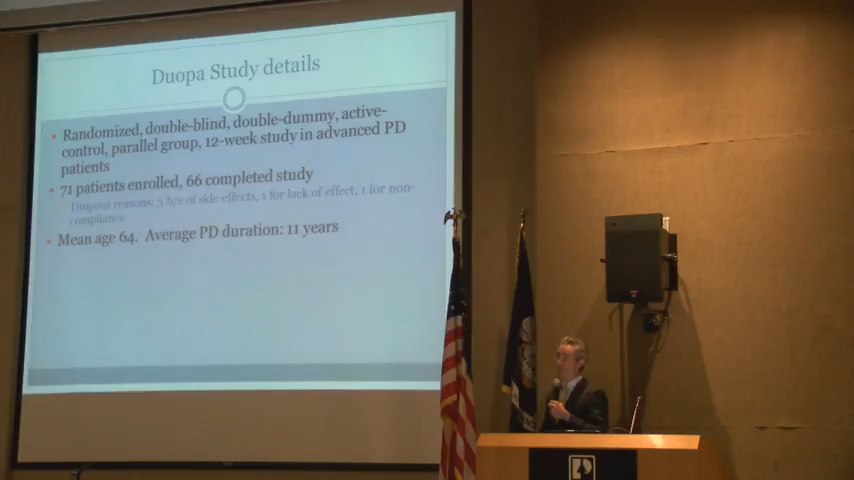 Duopa Study details
Randomized, double-blind, double-dummy, active-
control, parallel group, 12-week study in advanced PD
patients
71 patients enrolled, 66 completed study
Dropout reasons: 3 b/c of side effects, 1 for lack of effect, 1 for non-
compliance
Mean age 64. Average PD duration: 11 years